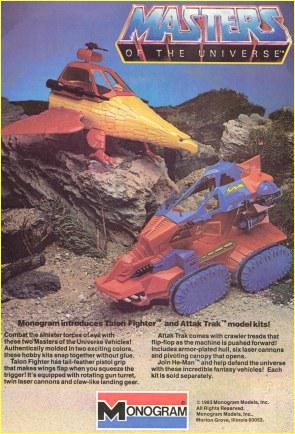 MASTERS
OF THE UNIVERSE™
Monogram introduces Talon Fighter™ and Attak Trak™ model kits!
Combat the sinister forces of evil with
these two Masters of the Universe Vehicles!
Authentically molded in two exciting colors,
these hobby kits snap together without glue.
Talon Fighter has tail-feather pistol grip
that makes wings flap when you squeeze the
trigger! It's equipped with rotating gun turret,
twin laser cannons and claw-like landing gear.
Attak Trak comes with crawler treads that
flip-flop as the machine is pushed forward!
Includes armor-plated hull, six laser cannons
and pivoting canopy that opens.
Join He-Man™ and help defend the universe
with these incredible fantasy vehicles! Each
kit is sold separately.
MONOGRAM
© 1983 Monogram Models, Inc.
All Rights Reserved.
Monogram Models, Inc.
Morton Grove, Illinois 60053.